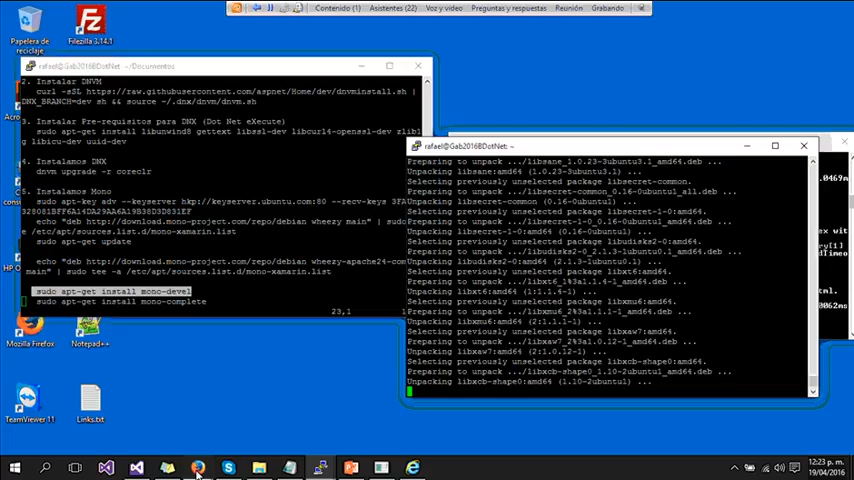 Contenido (1) Asistentes (22) Voz y video Preguntas y respuestas Reunión Grabando
Papelera de
reciclaje
Filezilla 3.14.1
rafael@Gab2016BDotNet: ~/Documentos
2. Instalar DNVM
curl -sSL https://raw.githubusercontent.com/aspnet/Home/dev/dnvminstall.sh |
DNX_BRANCH=dev sh && source ~/.dnx/dnvm/dnvm.sh
3. Instalar Pre-requisitos para DNX (Dot Net eXecute)
sudo apt-get install libunwind8 gettext libssl-dev libcurl4-openssl-dev zlib1
g libicu-dev uuid-dev
4. Instalamos DNX
dnvm upgrade -r coreclr
5. Instalamos Mono
sudo apt-key adv --keyserver hkp://keyserver.ubuntu.com:80 --recv-keys 3FA
echo "deb http://download.mono-project.com/repo/debian wheezy main" | sudo
e /etc/apt/sources.list.d/mono-xamarin.list
sudo apt-get update
echo "deb http://download.mono-project.com/repo/debian wheezy-apache24-com
main" | sudo tee -a /etc/apt/sources.list.d/mono-xamarin.list
sudo apt-get install mono-devel
sudo apt-get install mono-complete
23,1
rafael@Gab2016BDotNet: ~
Preparing to unpack .../libsane_1.0.23-3ubuntu3.1_amd64.deb ...
Unpacking libsane:amd64 (1.0.23-3ubuntu3.1) ...
Selecting previously unselected package libsecret-common.
Preparing to unpack .../libsecret-common_0.16-0ubuntu1_all.deb ...
Unpacking libsecret-common (0.16-0ubuntu1) ...
Selecting previously unselected package libsecret-1-0:amd64.
Preparing to unpack .../libsecret-1-0_0.16-0ubuntu1_amd64.deb ...
Unpacking libsecret-1-0:amd64 (0.16-0ubuntu1) ...
Selecting previously unselected package libudisks2-0:amd64.
Preparing to unpack .../libudisks2-0_2.1.3-1ubuntu0.1_amd64.deb ...
Unpacking libudisks2-0:amd64 (2.1.3-1ubuntu0.1) ...
Selecting previously unselected package libxt6:amd64.
Preparing to unpack .../libxt6_1%3a1.1.4-1_amd64.deb ...
Unpacking libxt6:amd64 (1:1.1.4-1) ...
Selecting previously unselected package libxmu6:amd64.
Preparing to unpack .../libxmu6_2%3a1.1.1-1_amd64.deb ...
Unpacking libxmu6:amd64 (2:1.1.1-1) ...
Selecting previously unselected package libxaw7:amd64.
Preparing to unpack .../libxaw7_2%3a1.0.12-1_amd64.deb ...
Unpacking libxaw7:amd64 (2:1.0.12-1) ...
Selecting previously unselected package libxcb-shape0:amd64.
Preparing to unpack .../libxcb-shape0_1.10-2ubuntu1_amd64.deb ...
Unpacking libxcb-shape0:amd64 (1.10-2ubuntu1) ...
.0469m
ex wit
ry[1]
dTimeo
0062ms
Mozilla Firefox
Notepad++
TeamViewer 11
Links.txt
12:23 p. m.
19/04/2016